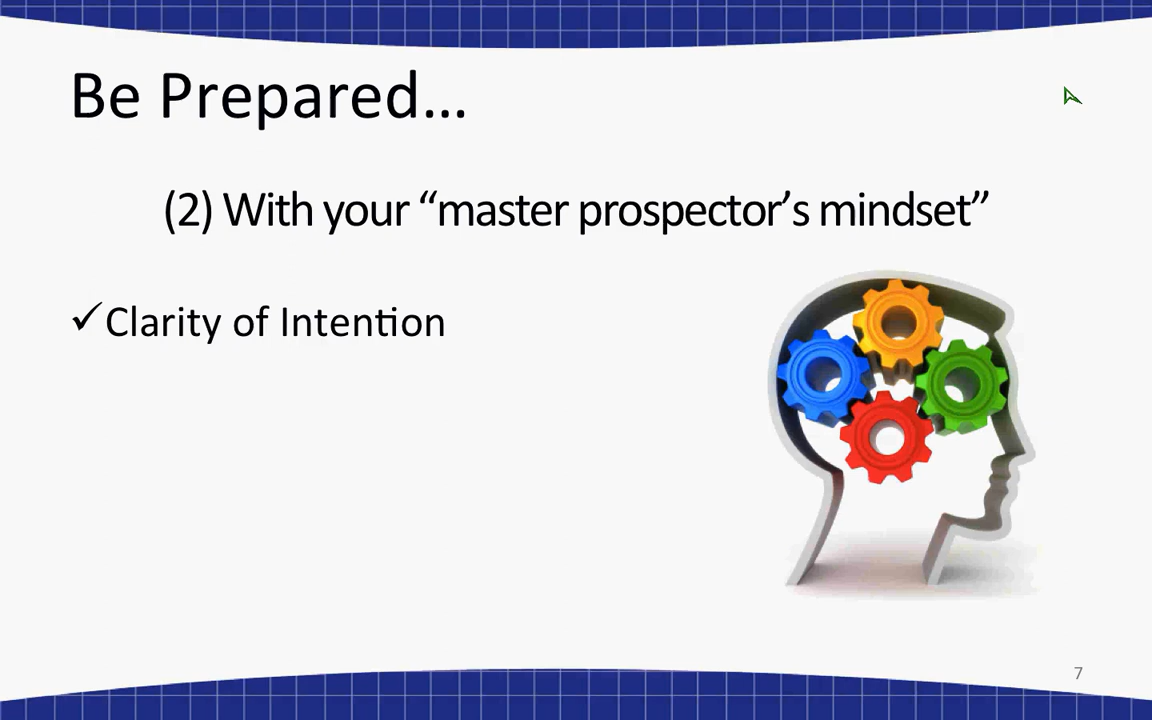 Be Prepared...
(2) With your “master prospector’s mindset”
✓Clarity of Intention
7